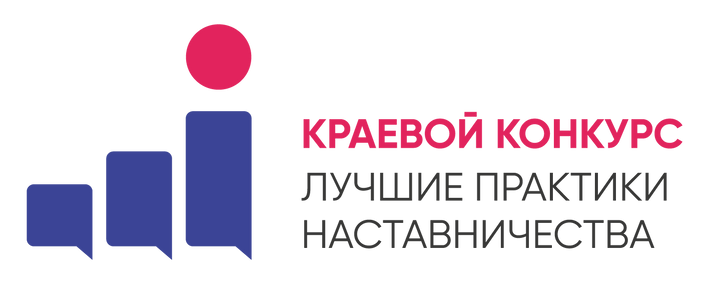 КРАЕВОЙ КОНКУРС
ЛУЧШИЕ ПРАКТИКИ
НАСТАВНИЧЕСТВА